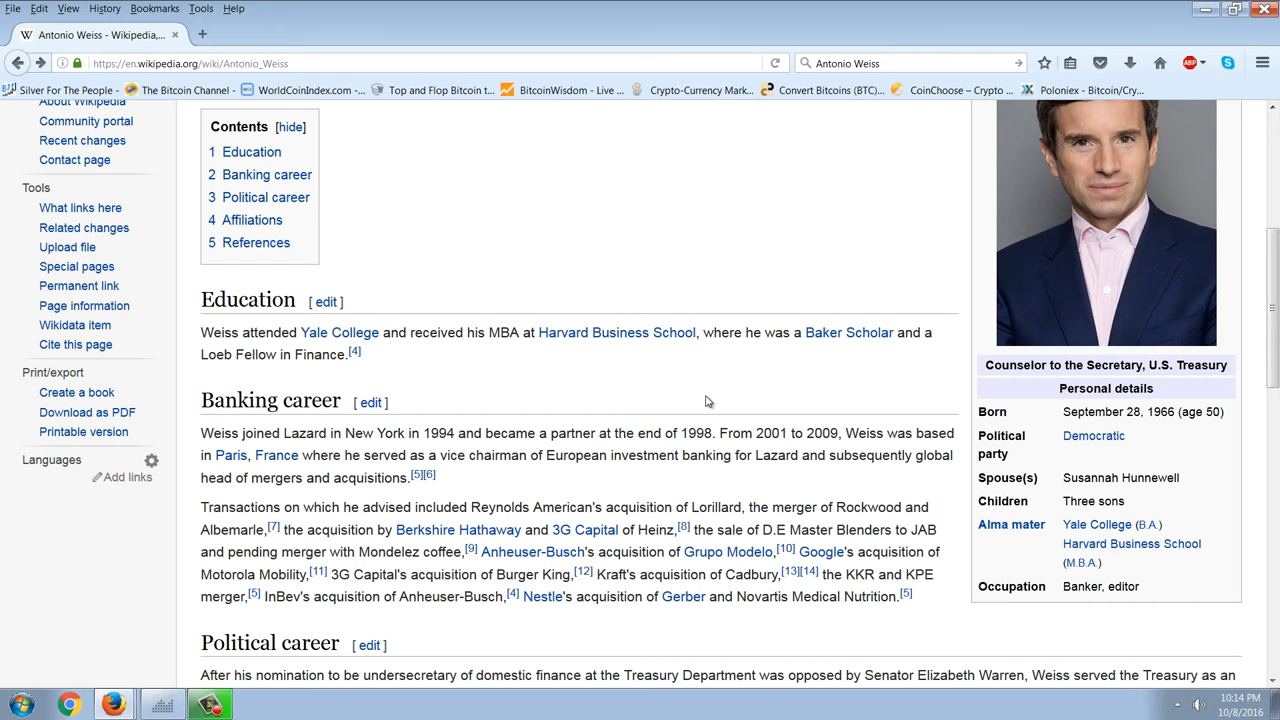 File Edit View History Bookmarks Tools Help
W Antonio Weiss - Wikipedia,... × +
https://en.wikipedia.org/wiki/Antonio_Weiss Antonio Weiss ABP
Silver For The People - The Bitcoin Channel - WorldCoinIndex.com -... Top and Flop Bitcoin t... BitcoinWisdom - Live ... Crypto-Currency Mark... Convert Bitcoins (BTC)... CoinChoose – Crypto ... Poloniex - Bitcoin/Cry...
About Wikipedia
Community portal
Recent changes
Contact page
Tools
What links here
Related changes
Upload file
Special pages
Permanent link
Page information
Wikidata item
Cite this page
Print/export
Create a book
Download as PDF
Printable version
Languages
Add links
Contents [hide]
1 Education
2 Banking career
3 Political career
4 Affiliations
5 References
Education [ edit ]
Weiss attended Yale College and received his MBA at Harvard Business School, where he was a Baker Scholar and a
Loeb Fellow in Finance.[4]
Banking career [ edit ]
Weiss joined Lazard in New York in 1994 and became a partner at the end of 1998. From 2001 to 2009, Weiss was based
in Paris, France where he served as a vice chairman of European investment banking for Lazard and subsequently global
head of mergers and acquisitions.[5][6]
Transactions on which he advised included Reynolds American's acquisition of Lorillard, the merger of Rockwood and
Albemarle,[7] the acquisition by Berkshire Hathaway and 3G Capital of Heinz,[8] the sale of D.E Master Blenders to JAB
and pending merger with Mondelez coffee,[9] Anheuser-Busch's acquisition of Grupo Modelo,[10] Google's acquisition of
Motorola Mobility,[11] 3G Capital's acquisition of Burger King,[12] Kraft's acquisition of Cadbury,[13][14] the KKR and KPE
merger,[5] InBev's acquisition of Anheuser-Busch,[4] Nestle's acquisition of Gerber and Novartis Medical Nutrition.[5]
Political career [ edit ]
After his nomination to be undersecretary of domestic finance at the Treasury Department was opposed by Senator Elizabeth Warren, Weiss served the Treasury as an
Counselor to the Secretary, U.S. Treasury
Personal details
Born September 28, 1966 (age 50)
Political party Democratic
Spouse(s) Susannah Hunnewell
Children Three sons
Alma mater Yale College (B.A.)
Harvard Business School
(M.B.A.)
Occupation Banker, editor
10:14 PM
10/8/2016